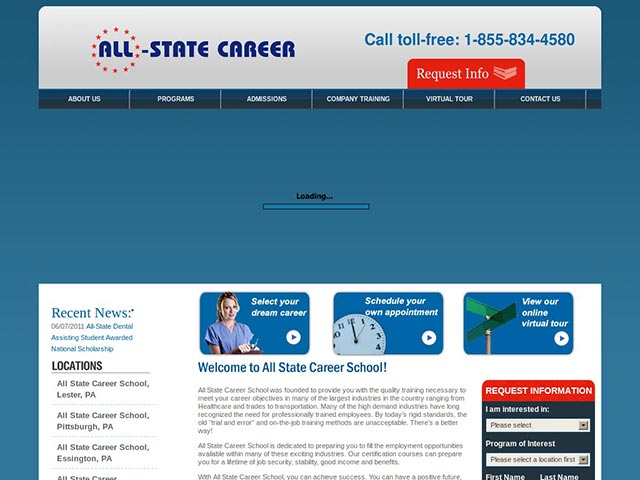 ALL-STATE CAREER
Call toll-free: 1-855-834-4580
Request Info
ABOUT US
PROGRAMS
ADMISSIONS
COMPANY TRAINING
VIRTUAL TOUR
CONTACT US
Loading...
Recent News:
06/07/2011 All-State Dental
Assisting Student Awarded
National Scholarship
LOCATIONS
All State Career School,
Lester, PA
All State Career School,
Pittsburgh, PA
All State Career School,
Essington, PA
All State Career
Select your
dream career
Schedule your
own appointment
View our
online
virtual tour
Welcome to All State Career School!
All State Career School was founded to provide you with the quality training necessary to
meet your career objectives in many of the largest industries in the country ranging from
Healthcare and trades to transportation. Many of the high demand industries have long
recognized the need for professionally trained employees. By today's rigid standards, the
old "trial and error" and on-the-job training methods are unacceptable. There's a better
way!
All State Career School is dedicated to preparing you to fill the employment opportunities
available within many of these exciting industries. Our certification courses can prepare
you for a lifetime of job security, stability, good income and benefits.
With All State Career School, you can achieve success. You can have a positive future,
REQUEST INFORMATION
I am interested in:
Please select
Program of Interest
Please select a location first
First Name
Last Name